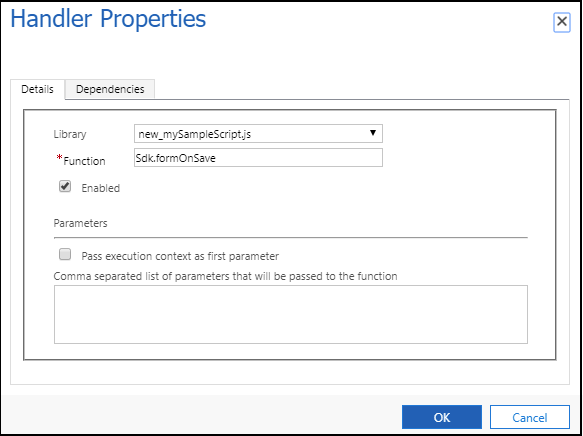 Handler Properties
Details
Dependencies
Library
new_mySampleScript.js
*Function
Sdk.formOnSave
Enabled
Parameters
Pass execution context as first parameter
Comma separated list of parameters that will be passed to the function
OK
Cancel